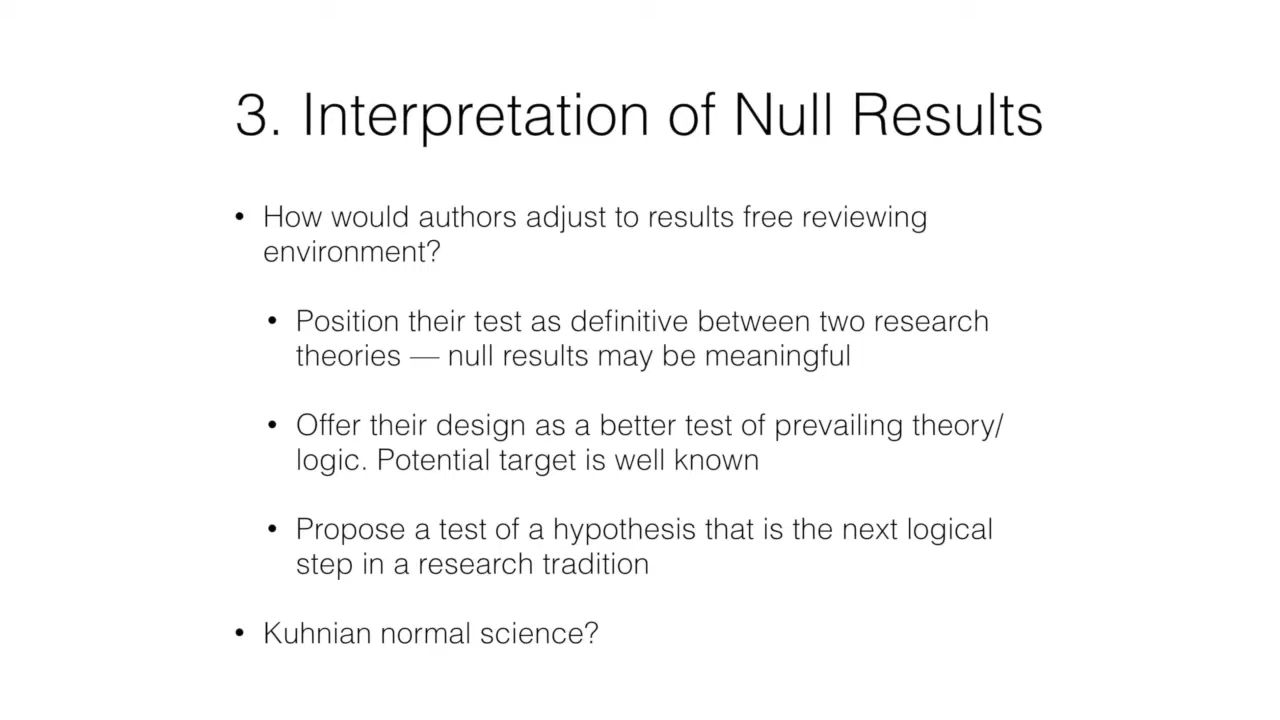 3. Interpretation of Null Results
• How would authors adjust to results free reviewing
environment?
• Position their test as definitive between two research
theories — null results may be meaningful
• Offer their design as a better test of prevailing theory/
logic. Potential target is well known
• Propose a test of a hypothesis that is the next logical
step in a research tradition
• Kuhnian normal science?